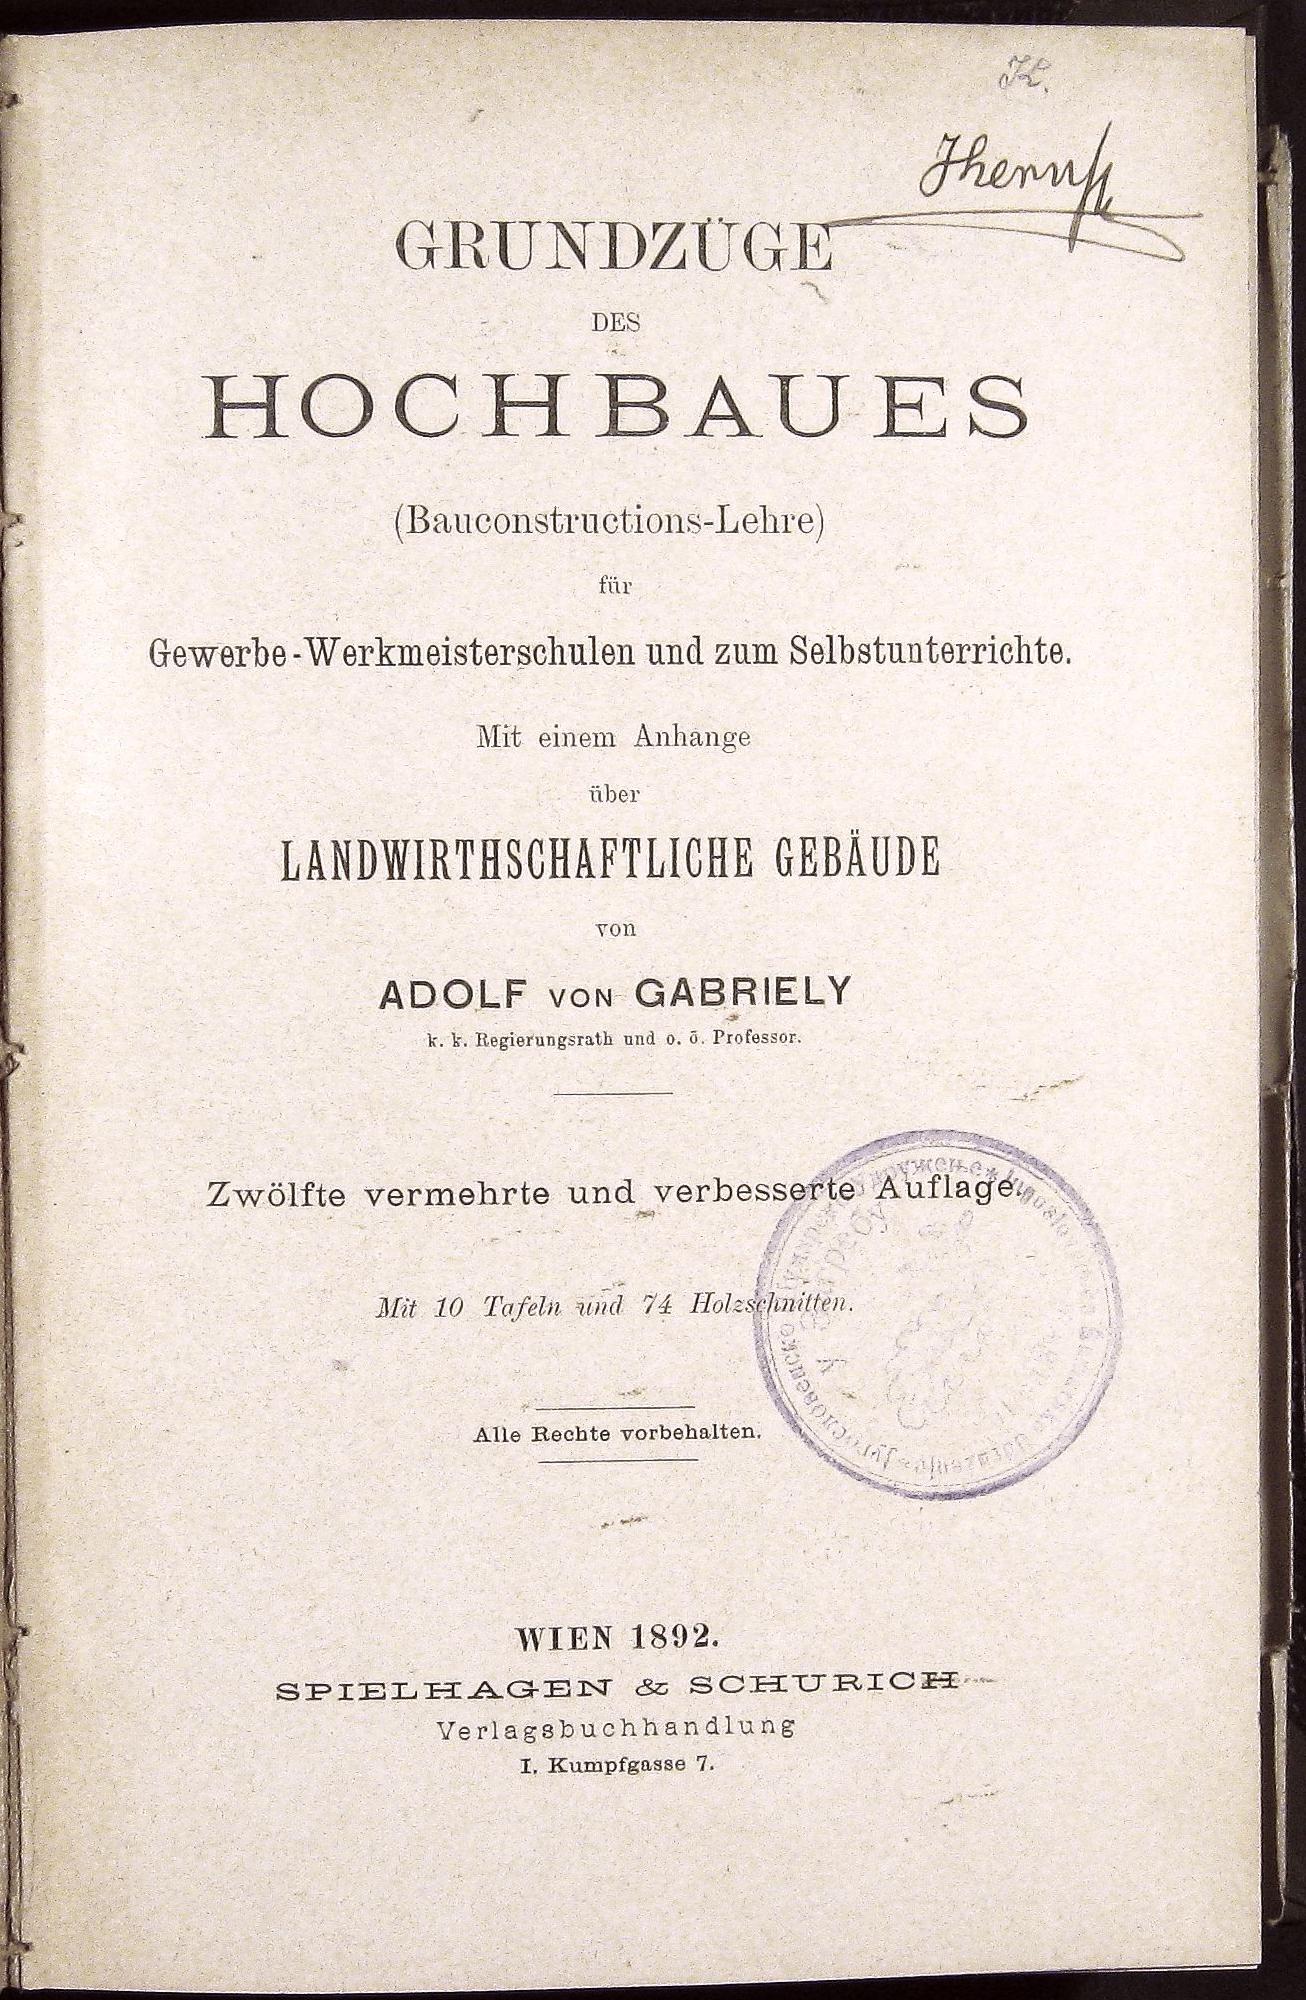 GRUNDZÜGE
DES
HOCHBAUES
(Bauconstructions-Lehre)
für
Gewerbe-Werkmeisterschulen und zum Selbstunterrichte.
Mit einem Anhange
über
LANDWIRTHSCHAFTLICHE GEBÄUDE
von
ADOLF VON GABRIELY
k. k. Regierungsrath und o. ö. Professor.
Zwölfte vermehrte und verbesserte Auflage.
Mit 10 Tafeln und 74 Holzschnitten.
Alle Rechte vorbehalten.
WIEN 1892.
SPIELHAGEN & SCHURICH
Verlagsbuchhandlung
I, Kumpfgasse 7.